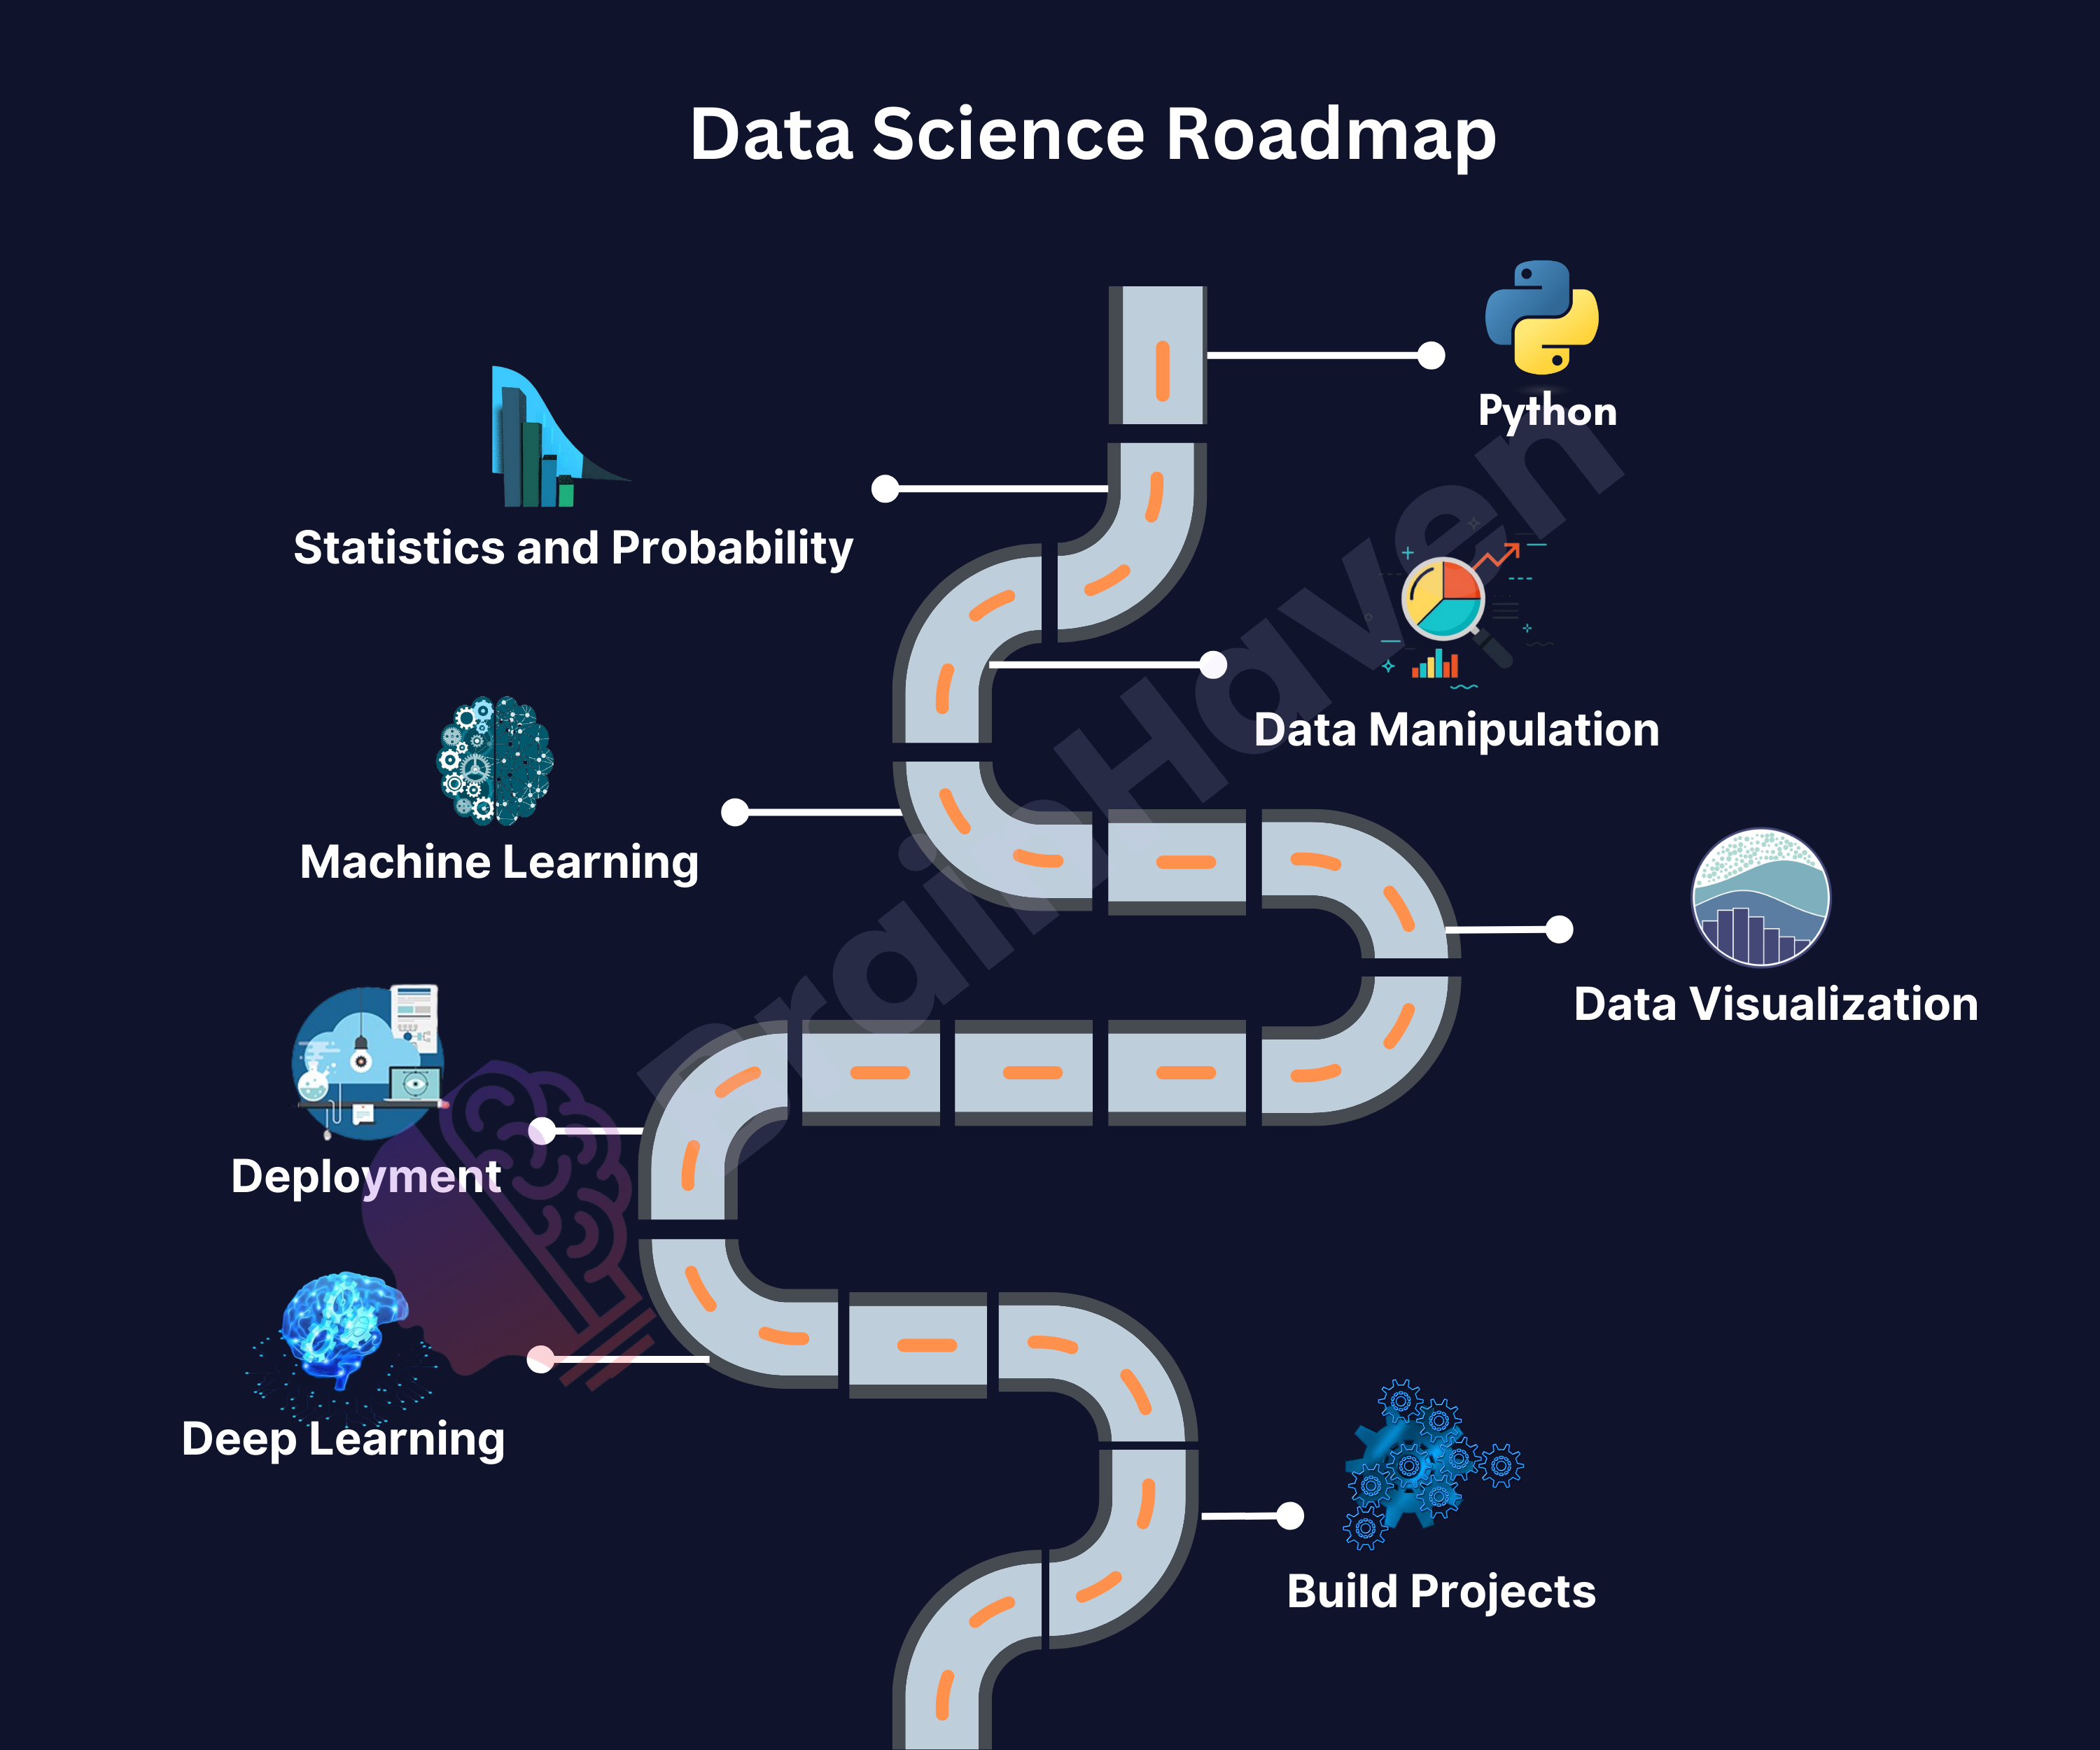 Data Science Roadmap
Python
Statistics and Probability
Data Manipulation
Machine Learning
Data Visualization
Deployment
Deep Learning
Build Projects
BrainHaven